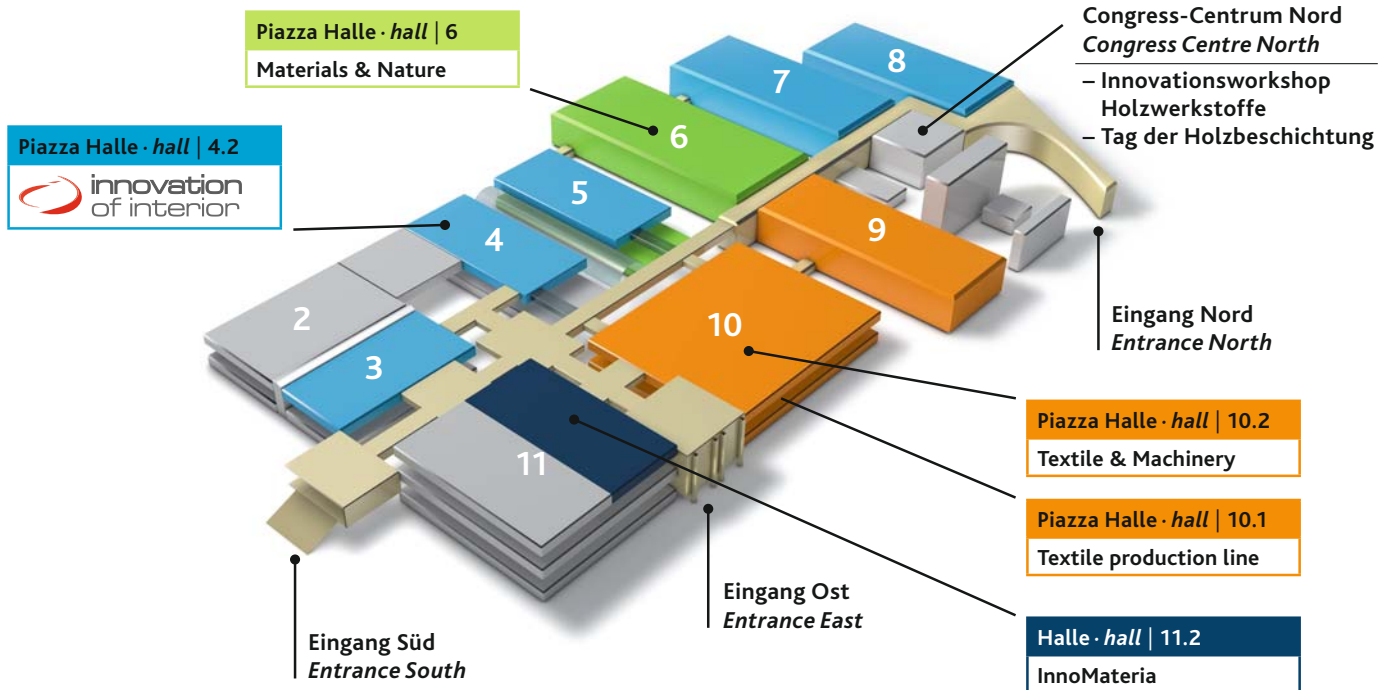 Piazza Halle · hall | 6
Materials & Nature
Congress-Centrum Nord
Congress Centre North
– Innovationsworkshop
Holzwerkstoffe
– Tag der Holzbeschichtung
Piazza Halle · hall | 4.2
innovation
of interior
8
7
6
5
4
9
2
3
10
11
Eingang Nord
Entrance North
Piazza Halle · hall | 10.2
Textile & Machinery
Piazza Halle · hall | 10.1
Textile production line
Eingang Ost
Entrance East
Eingang Süd
Entrance South
Halle · hall | 11.2
InnoMateria